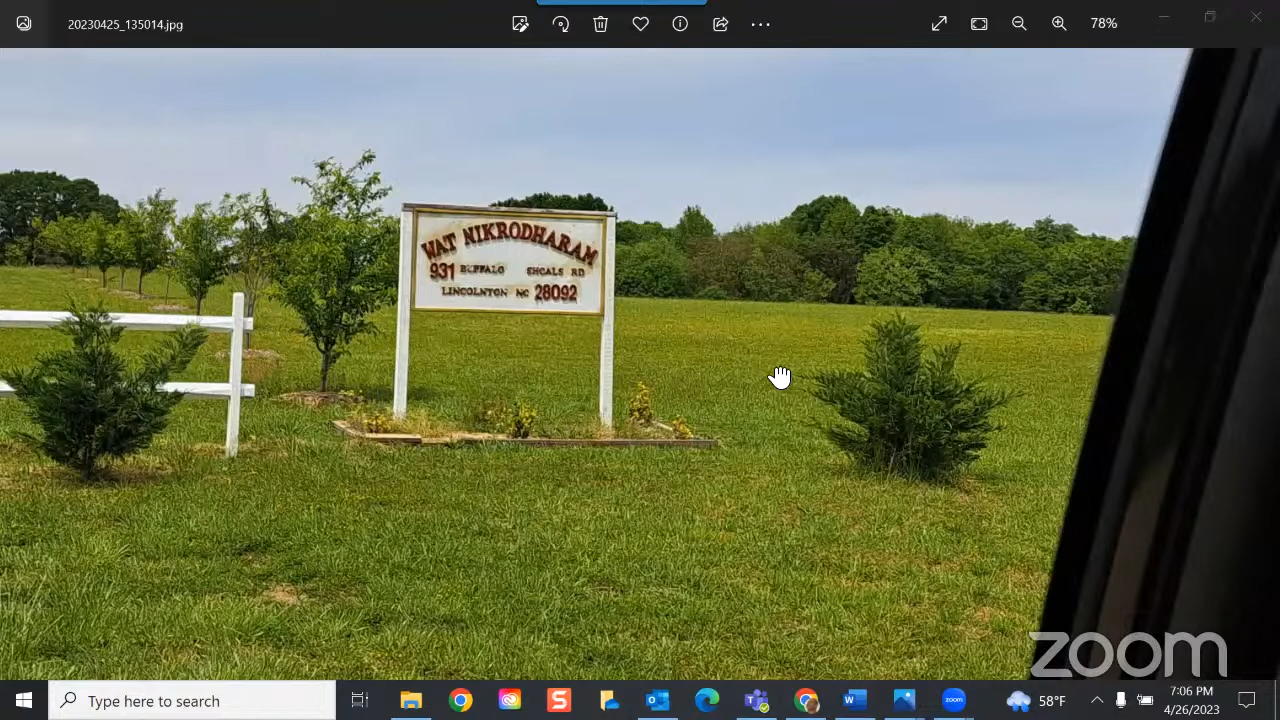 20230425_135014.jpg
78%
WAT NIKRODHARAM
931 BUFFALO SHOALS RD
LINCOLNTON NC 28092
zoom
Type here to search
zoom
58°F
7:06 PM
4/26/2023